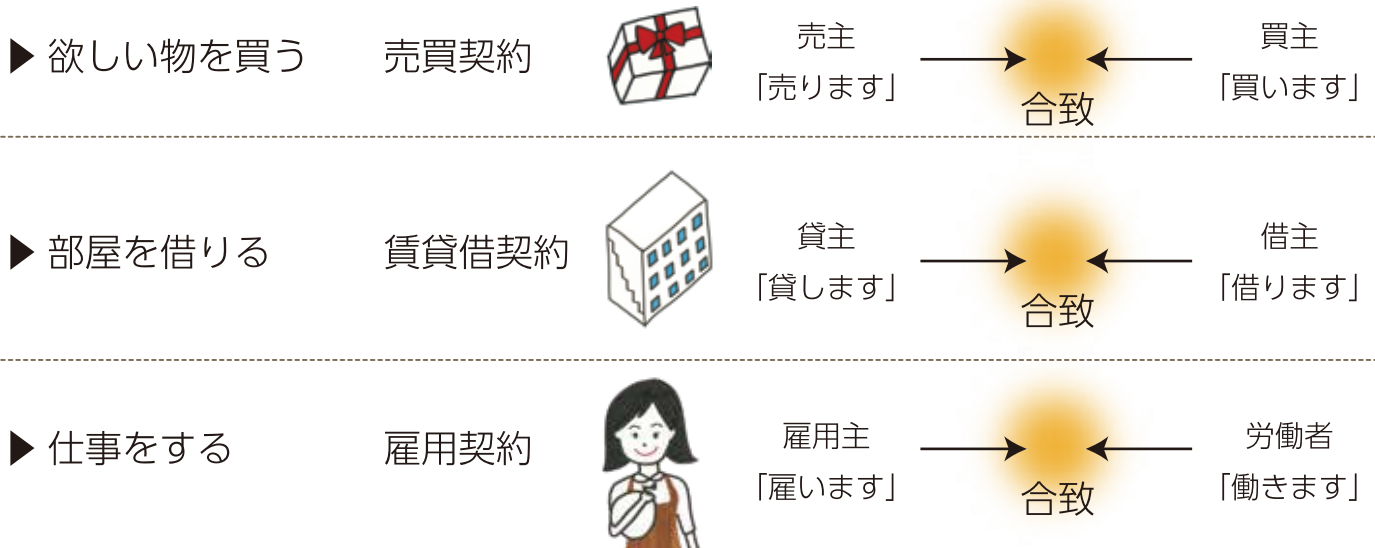 ▶ 欲しい物を買う 売買契約
売主
「売ります」
合致
買主
「買います」
▶ 部屋を借りる 賃貸借契約
貸主
「貸します」
合致
借主
「借ります」
▶ 仕事をする 雇用契約
雇用主
「雇います」
合致
労働者
「働きます」